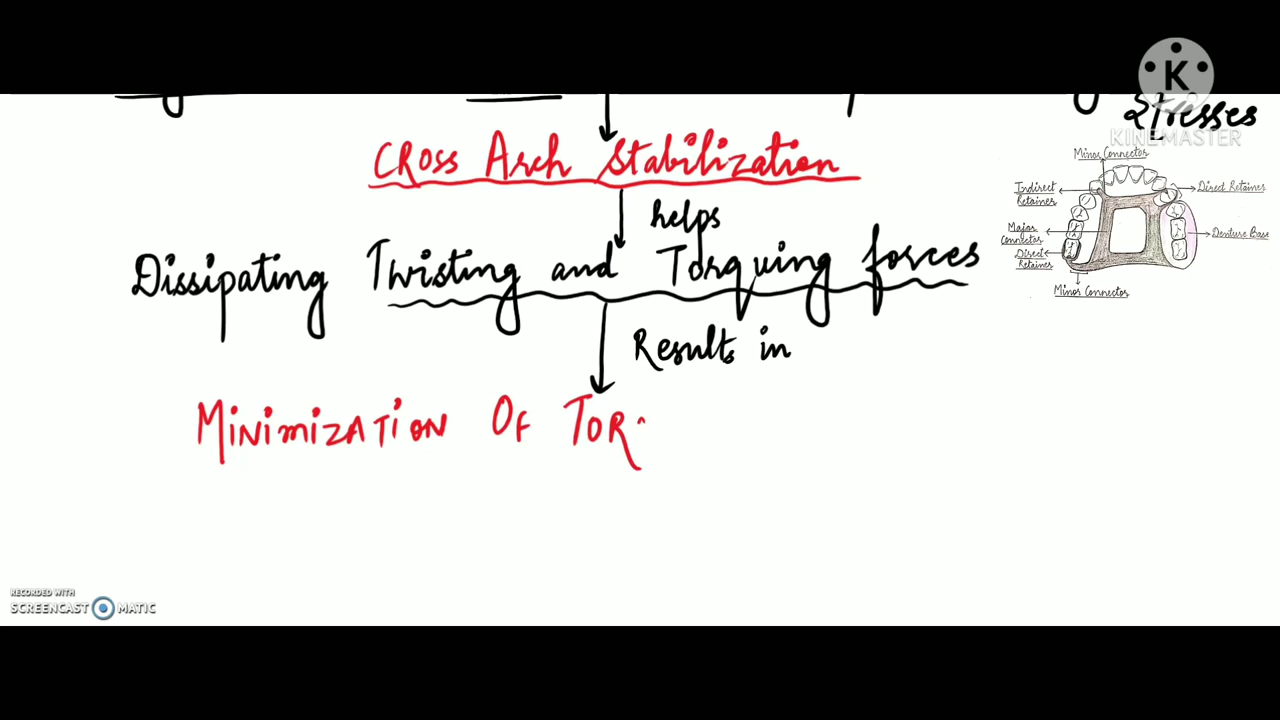 K
Stresses
KINEMASTER
CROSS Arch Stabilization
helps
Dissipating Twisting and Torquing forces
Results in
MINIMIZATION OF TOR
Minor Connector
Indirect Retainer
Direct Retainer
Major Connector
Denture Base
Direct Retainer
Minor Connector
RECORDED WITH
SCREENCAST MATIC